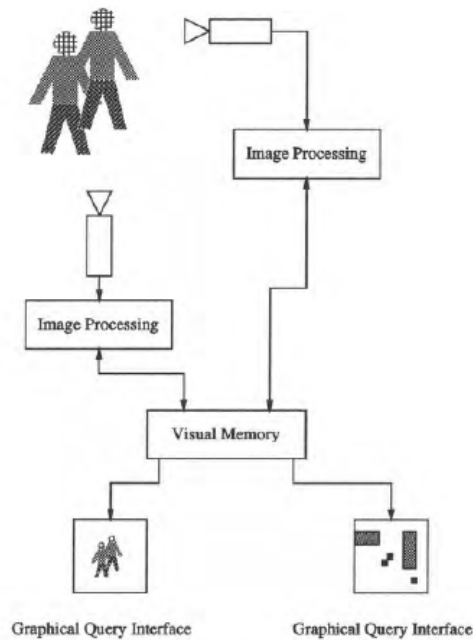 Image Processing
Image Processing
Visual Memory
Graphical Query Interface
Graphical Query Interface